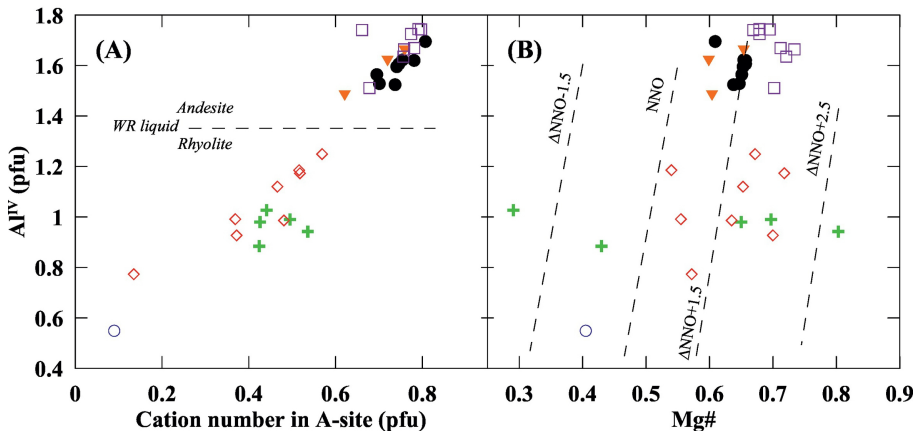 (A)
(B)
1.8
1.6
1.4
1.2
1
0.8
0.6
0.4
Al^IV (pfu)
Andesite
WR liquid
Rhyolite
ΔNNO-1.5
NNO
ΔNNO+1.5
ΔNNO+2.5
0 0.2 0.4 0.6 0.8
0.3 0.4 0.5 0.6 0.7 0.8 0.9
Cation number in A-site (pfu)
Mg#